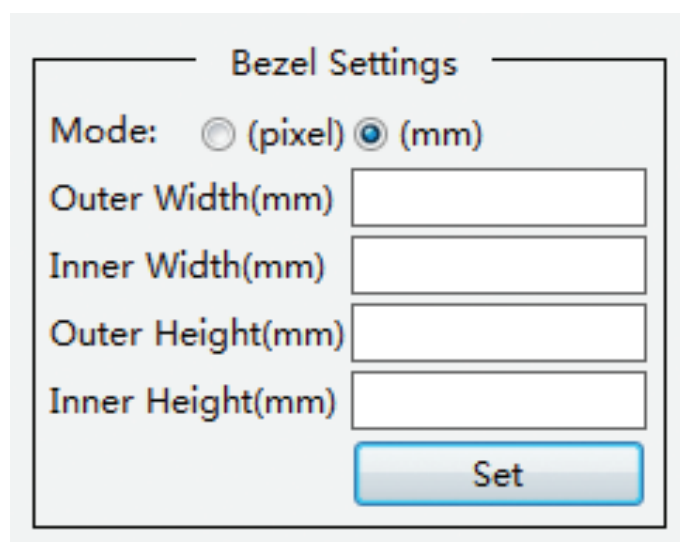 Bezel Settings
Mode: (pixel) (mm)
Outer Width(mm)
Inner Width(mm)
Outer Height(mm)
Inner Height(mm)
Set